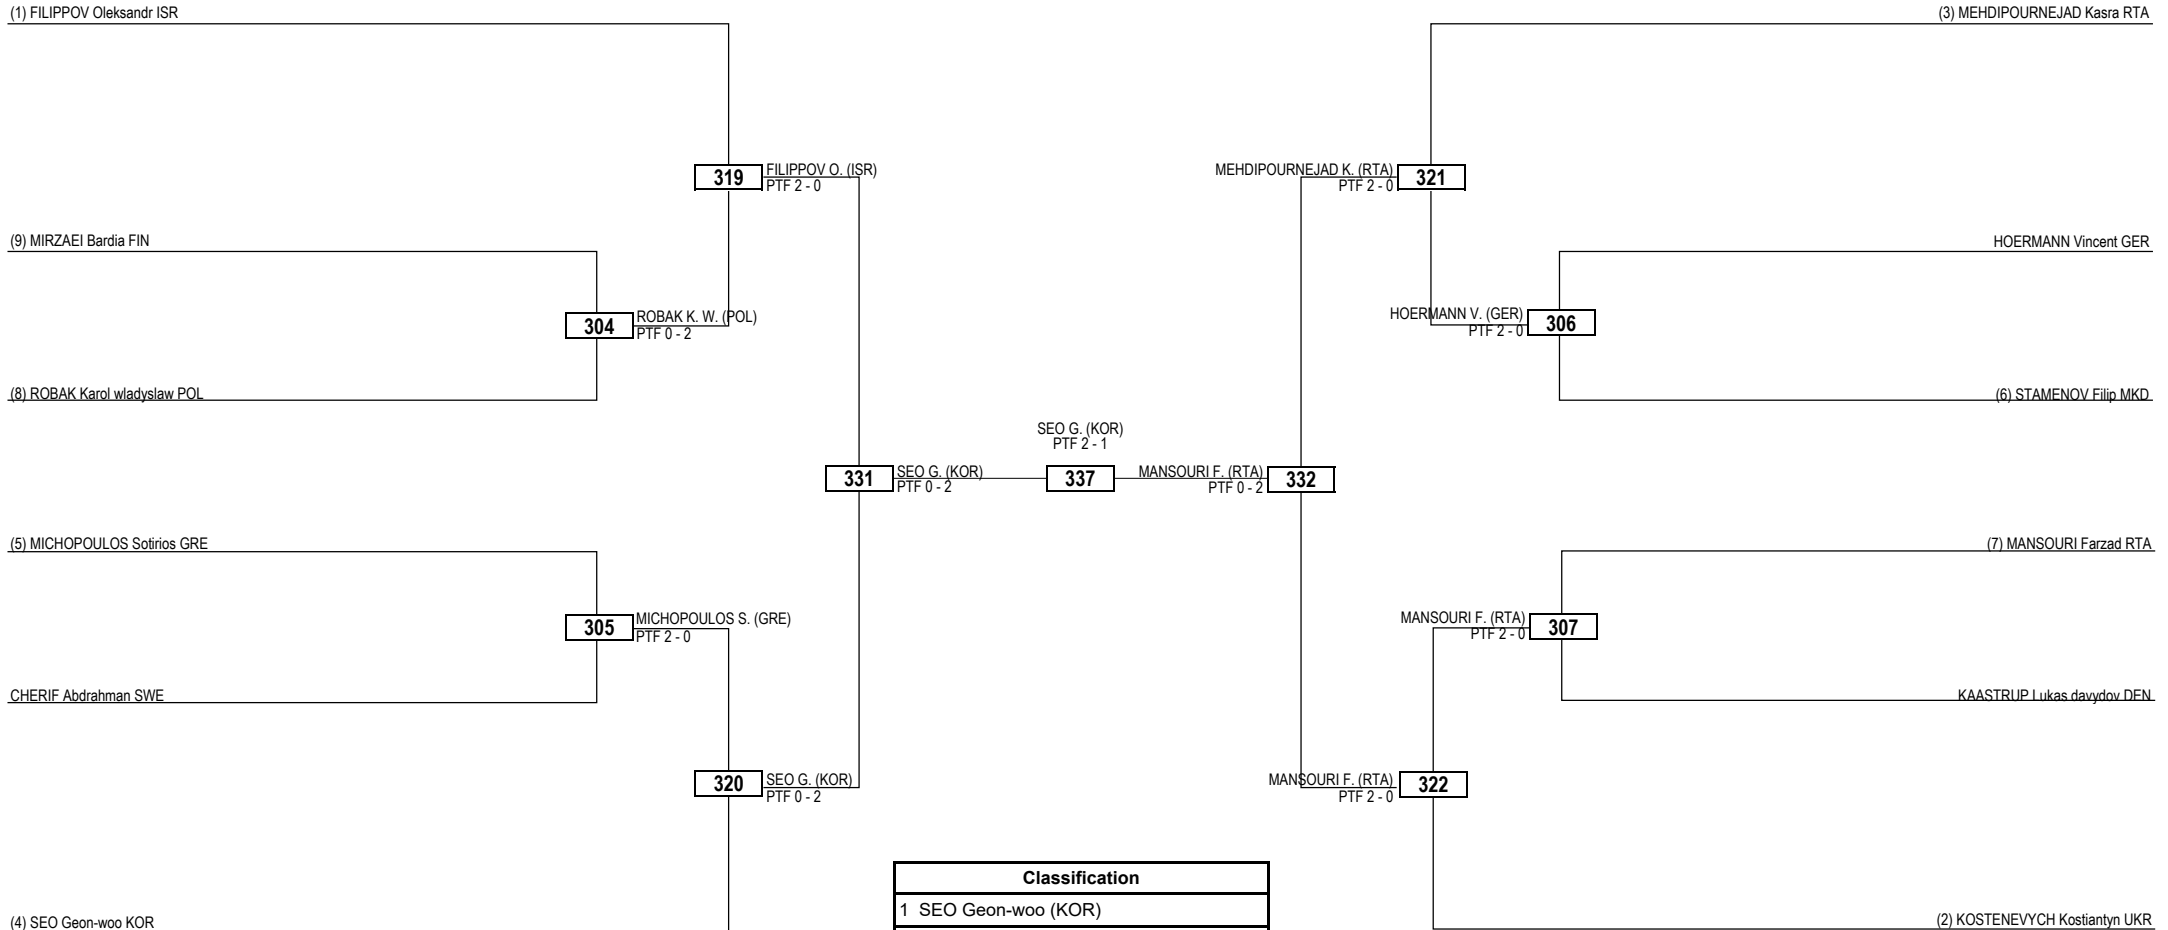 (1) FILIPPOV Oleksandr ISR
(3) MEHDIPOURNEJAD Kasra RTA
319
FILIPPOV O. (ISR)
PTF 2 - 0
MEHDIPOURNEJAD K. (RTA)
PTF 2 - 0
321
(9) MIRZAEI Bardia FIN
HOERMANN Vincent GER
304
ROBAK K. W. (POL)
PTF 0 - 2
HOERMANN V. (GER)
PTF 2 - 0
306
(8) ROBAK Karol wladyslaw POL
(6) STAMENOV Filip MKD
SEO G. (KOR)
PTF 2 - 1
331
SEO G. (KOR)
PTF 0 - 2
337
MANSOURI F. (RTA)
PTF 0 - 2
332
(5) MICHOPOULOS Sotirios GRE
(7) MANSOURI Farzad RTA
305
MICHOPOULOS S. (GRE)
PTF 2 - 0
MANSOURI F. (RTA)
PTF 2 - 0
307
CHERIF Abdrahman SWE
KAASTRUP Lukas davydov DEN
320
SEO G. (KOR)
PTF 0 - 2
MANSOURI F. (RTA)
PTF 2 - 0
322
Classification
1 SEO Geon-woo (KOR)
(4) SEO Geon-woo KOR
(2) KOSTENEVYCH Kostiantyn UKR